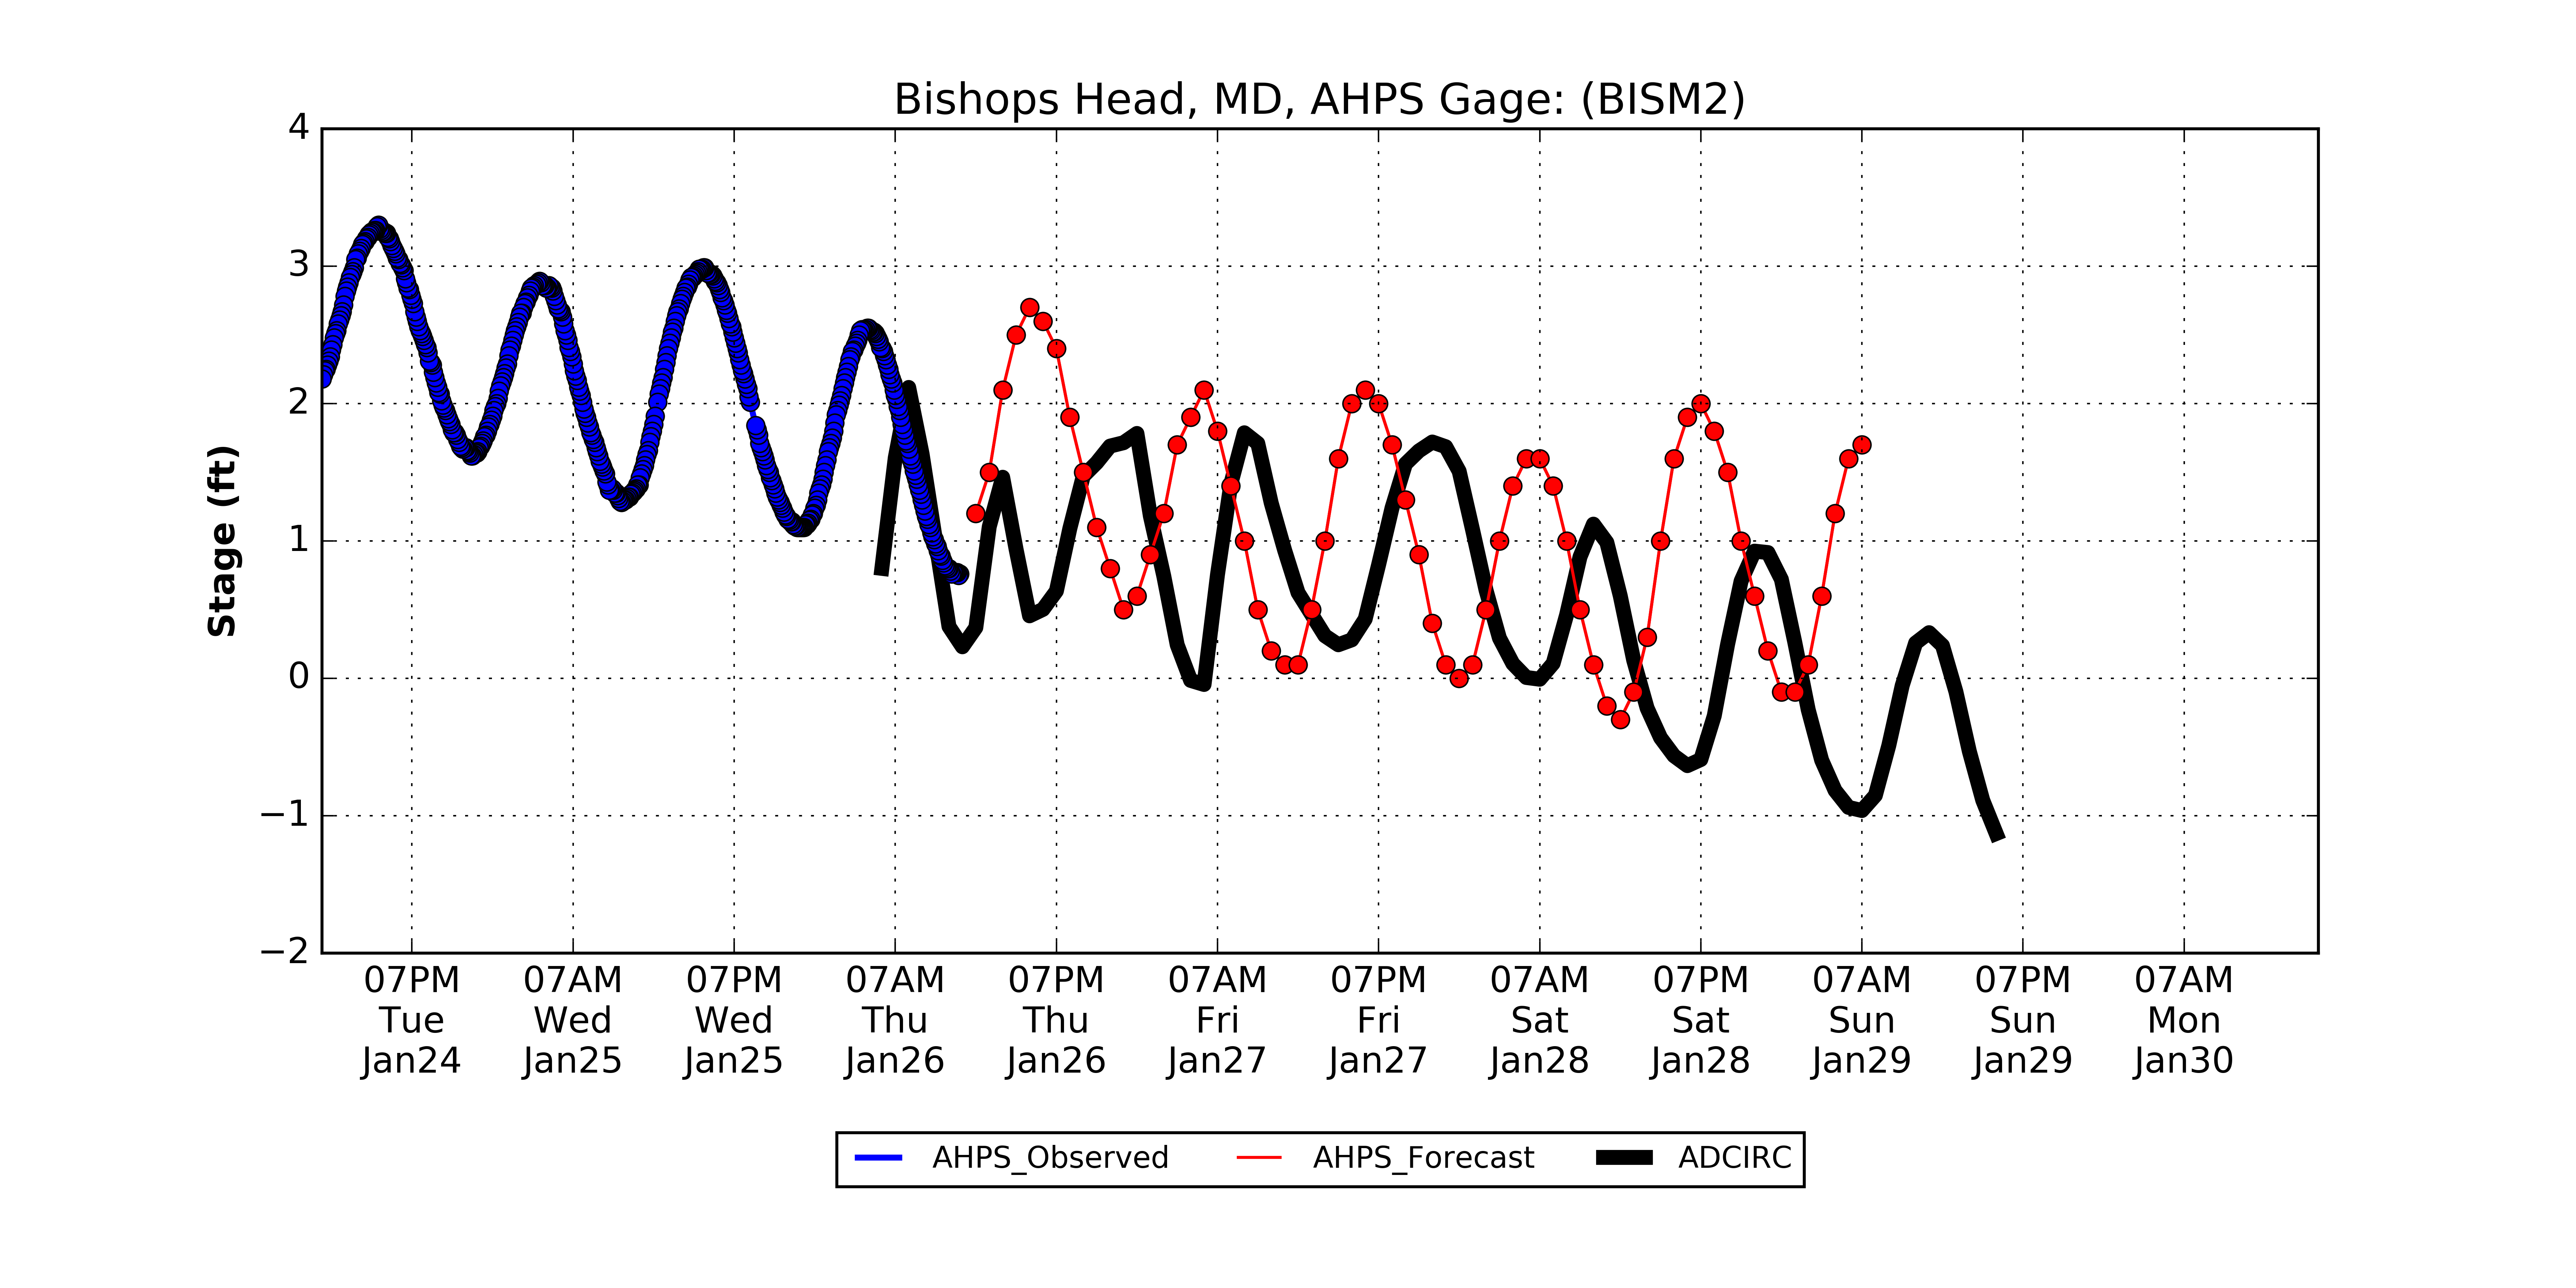 Bishops Head, MD, AHPS Gage: (BISM2)
4
3
2
1
0
−1
−2
Stage (ft)
07PM 07AM 07PM 07AM 07PM 07AM 07PM 07AM 07PM 07AM 07PM 07AM
Tue Wed Wed Thu Thu Fri Fri Sat Sat Sun Sun Mon
Jan24 Jan25 Jan25 Jan26 Jan26 Jan27 Jan27 Jan28 Jan28 Jan29 Jan29 Jan30
AHPS_Observed AHPS_Forecast ADCIRC